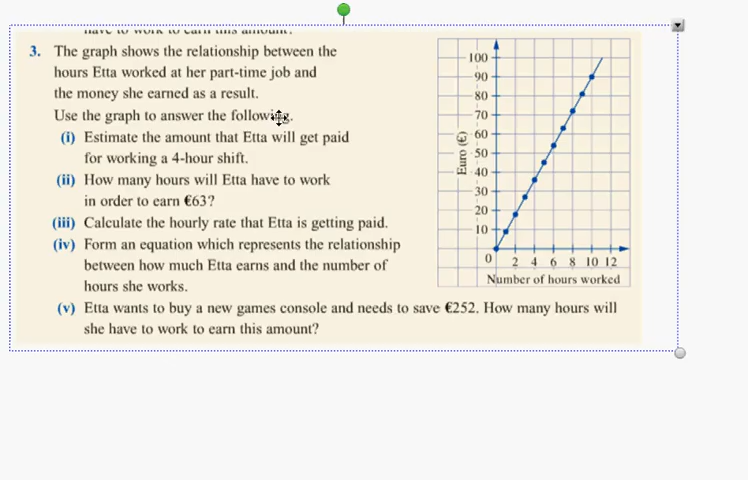 have to work to earn this amount.
3. The graph shows the relationship between the
hours Etta worked at her part-time job and
the money she earned as a result.
Use the graph to answer the following.
(i) Estimate the amount that Etta will get paid
for working a 4-hour shift.
(ii) How many hours will Etta have to work
in order to earn €63?
(iii) Calculate the hourly rate that Etta is getting paid.
(iv) Form an equation which represents the relationship
between how much Etta earns and the number of
hours she works.
(v) Etta wants to buy a new games console and needs to save €252. How many hours will
she have to work to earn this amount?
Euro (€)
100
90
80
70
60
50
40
30
20
10
0 2 4 6 8 10 12
Number of hours worked